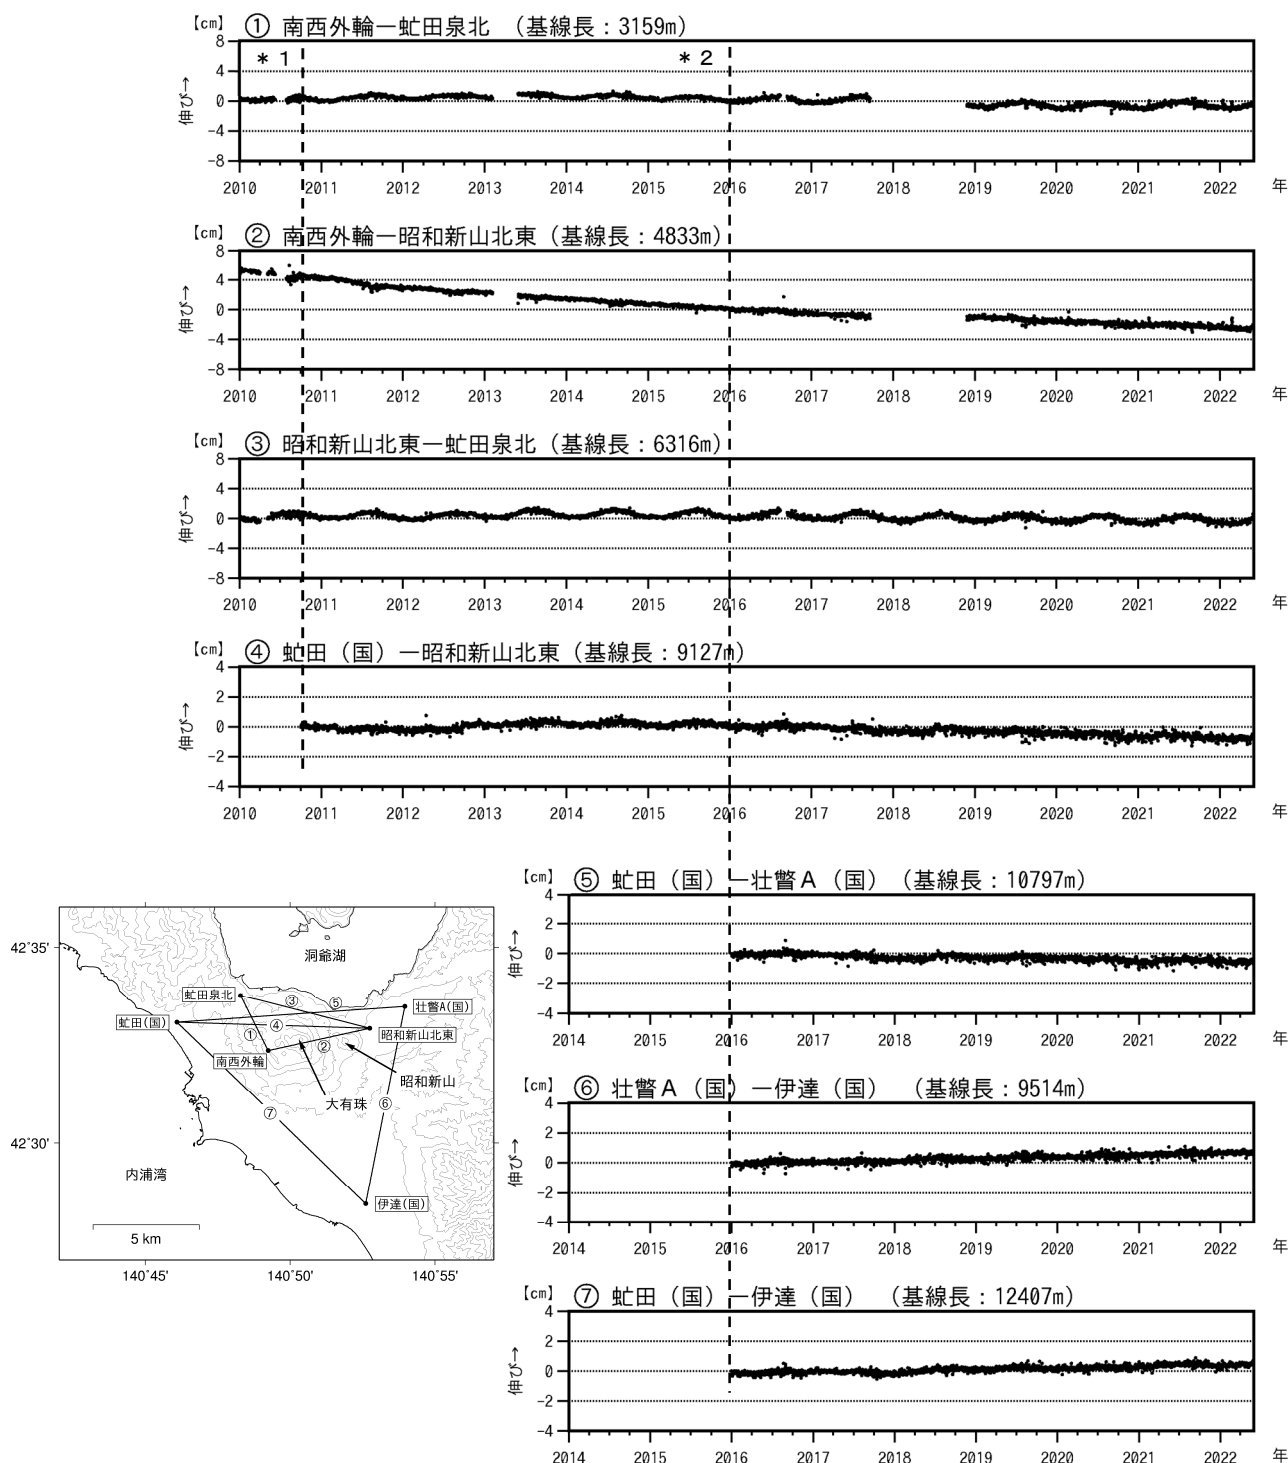 【cm】 ① 南西外輪―虻田泉北 （基線長：3159m）
＊１ ＊２
8
4
0
-4
-8
伸び→
2010 2011 2012 2013 2014 2015 2016 2017 2018 2019 2020 2021 2022 年
【cm】 ② 南西外輪―昭和新山北東（基線長：4833m）
8
4
0
-4
-8
伸び→
2010 2011 2012 2013 2014 2015 2016 2017 2018 2019 2020 2021 2022 年
【cm】 ③ 昭和新山北東―虻田泉北（基線長：6316m）
8
4
0
-4
-8
伸び→
2010 2011 2012 2013 2014 2015 2016 2017 2018 2019 2020 2021 2022 年
【cm】 ④ 虻田（国）―昭和新山北東（基線長：9127m）
4
2
0
-2
-4
伸び→
2010 2011 2012 2013 2014 2015 2016 2017 2018 2019 2020 2021 2022 年
【cm】 ⑤ 虻田（国）―壮瞥Ａ（国）（基線長：10797m）
4
2
0
-2
-4
伸び→
2014 2015 2016 2017 2018 2019 2020 2021 2022 年
【cm】 ⑥ 壮瞥Ａ（国）―伊達（国） （基線長：9514m）
4
2
0
-2
-4
伸び→
2014 2015 2016 2017 2018 2019 2020 2021 2022 年
【cm】 ⑦ 虻田（国）―伊達（国） （基線長：12407m）
4
2
0
-2
-4
伸び→
2014 2015 2016 2017 2018 2019 2020 2021 2022 年
42˚35'
洞爺湖
虻田泉北
③
⑤
壮瞥A(国)
虻田(国)
④
①
昭和新山北東
②
南西外輪
昭和新山
大有珠
⑥
⑦
42˚30'
内浦湾
伊達(国)
5 km
140˚45' 140˚50' 140˚55'